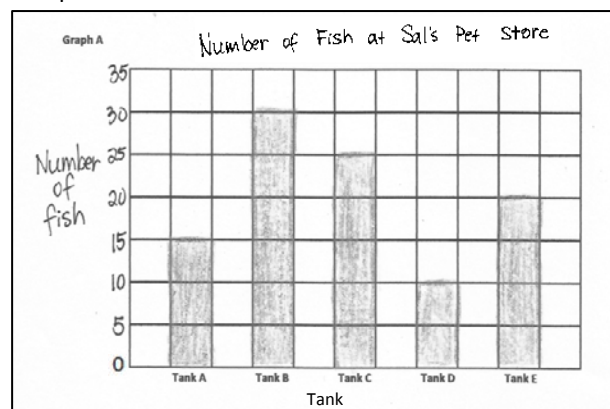 Graph A
Number of Fish at Sal's Pet Store
35
30
25
20
15
10
5
0
Number
of
fish
Tank A Tank B Tank C Tank D Tank E
Tank